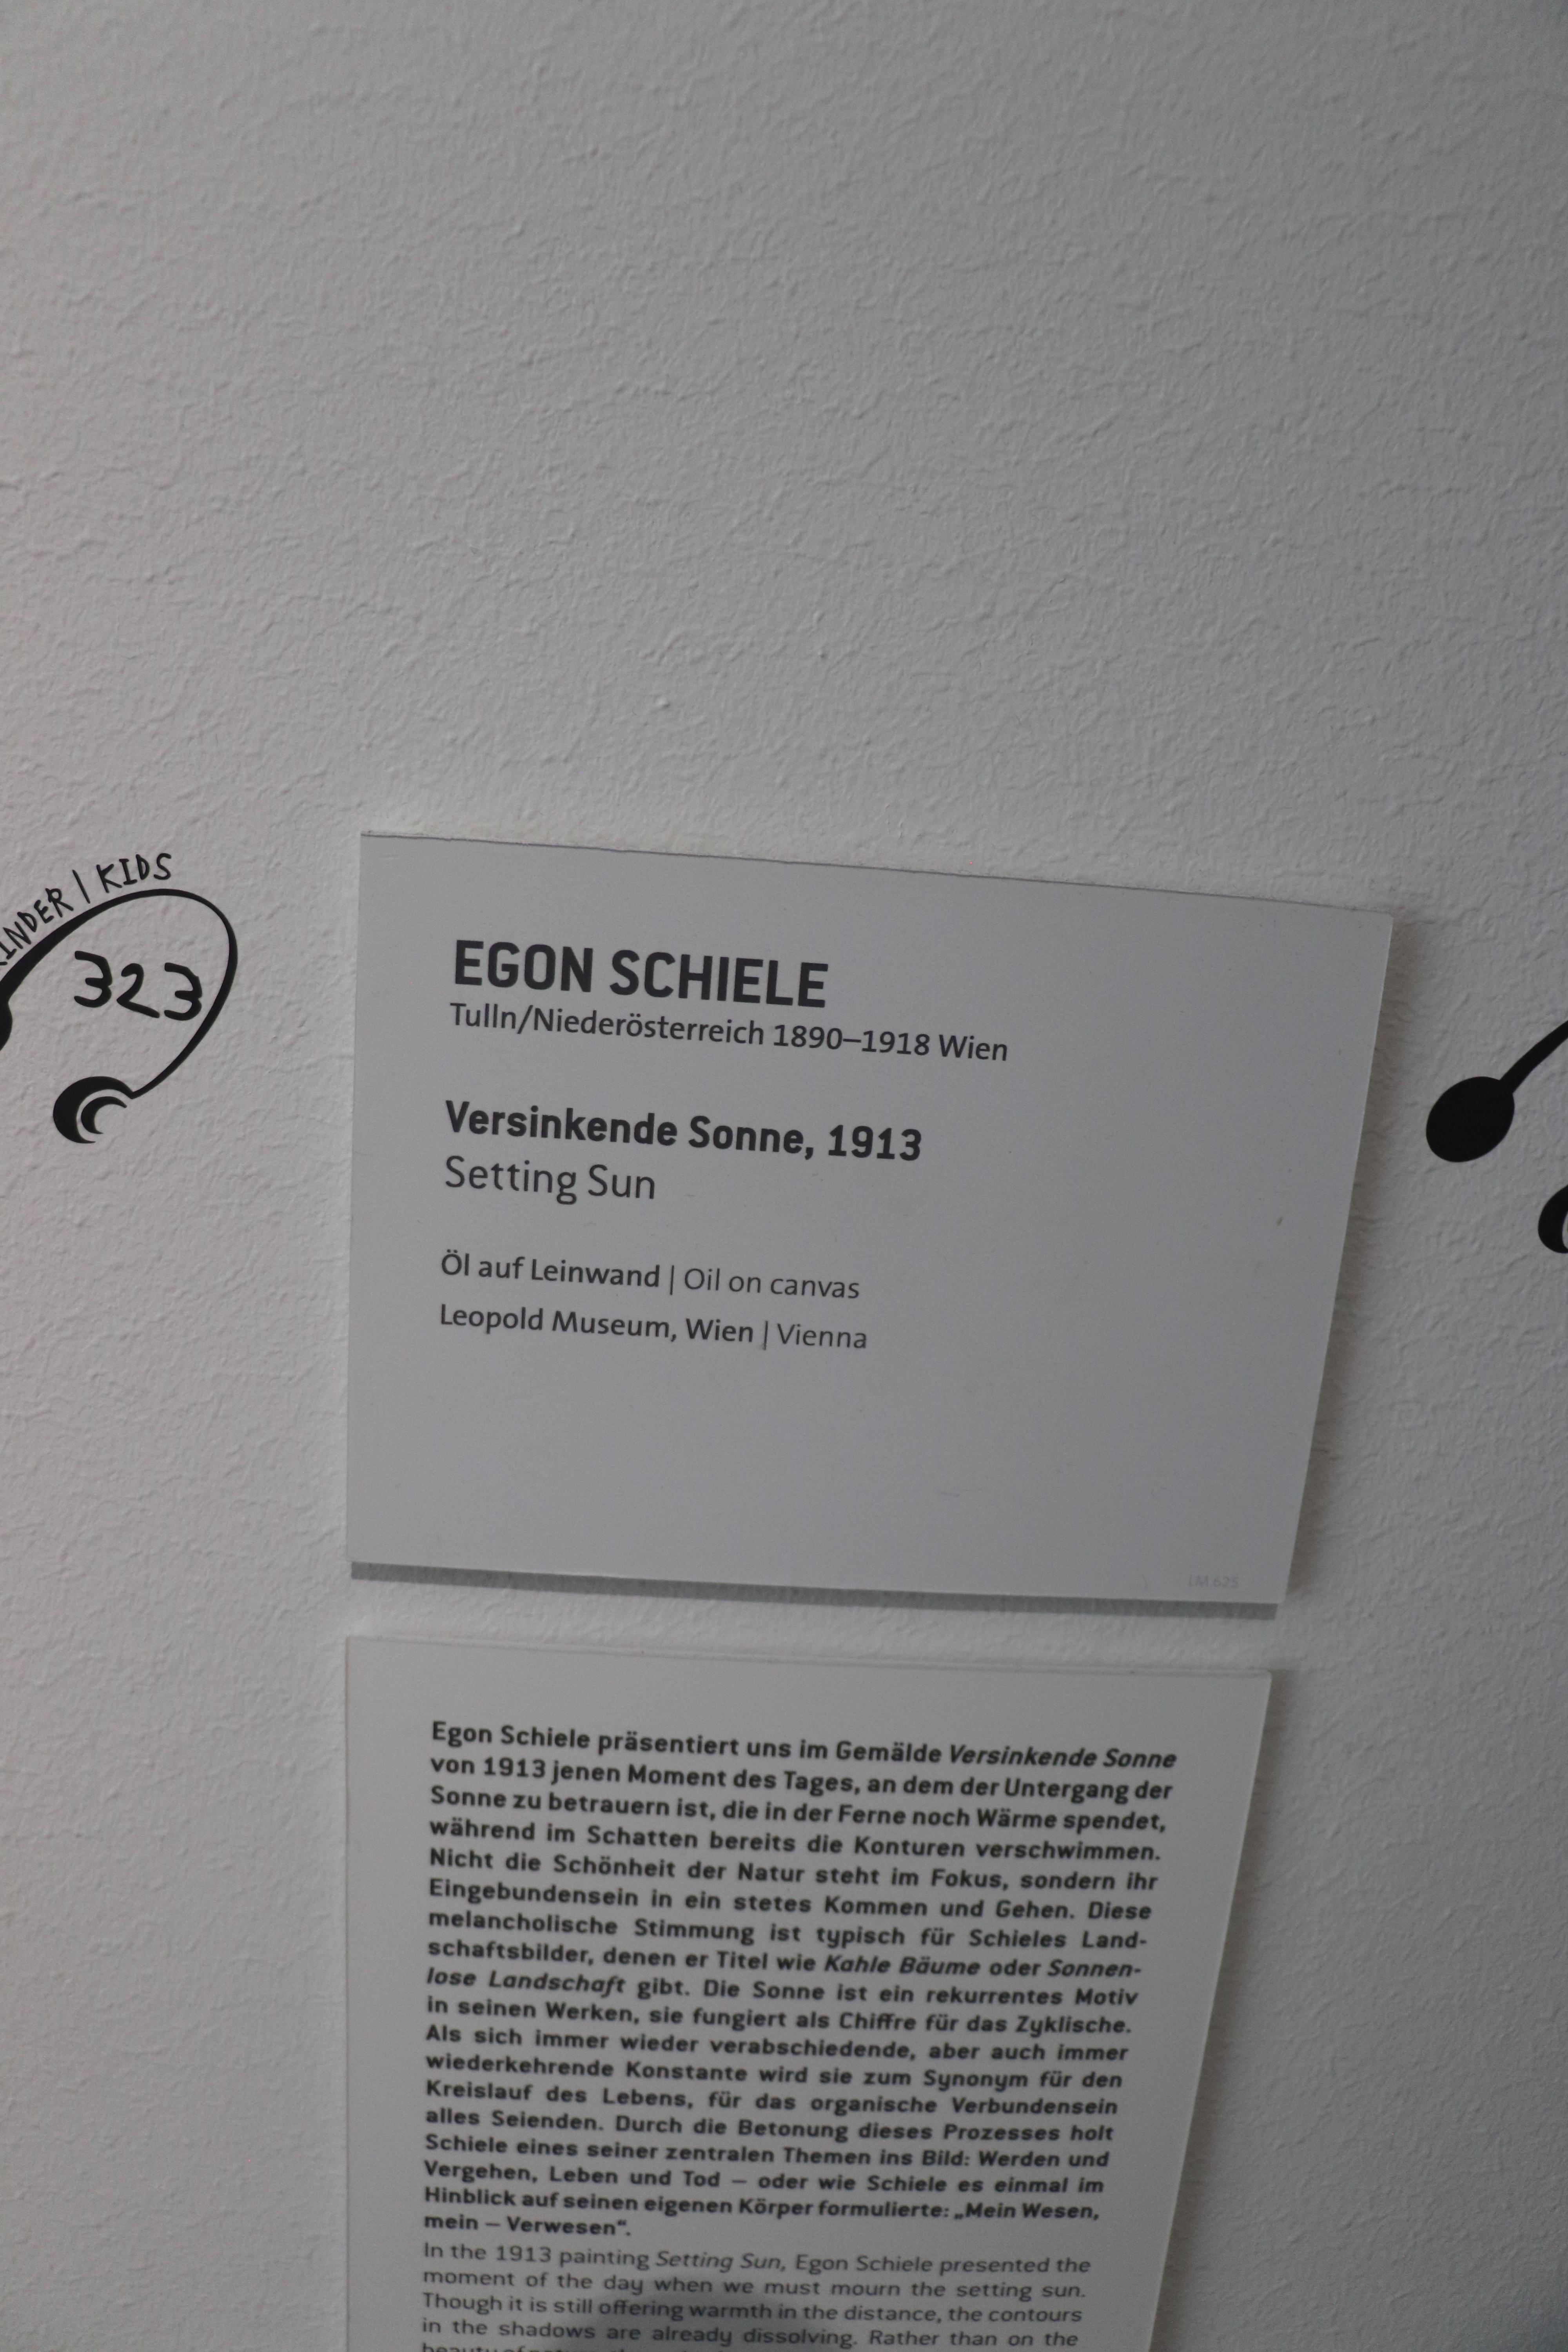 INDER | KIDS
323
EGON SCHIELE
Tulln/Niederösterreich 1890–1918 Wien
Versinkende Sonne, 1913
Setting Sun
Öl auf Leinwand | Oil on canvas
Leopold Museum, Wien | Vienna
LM 625
Egon Schiele präsentiert uns im Gemälde Versinkende Sonne
von 1913 jenen Moment des Tages, an dem der Untergang der
Sonne zu betrauern ist, die in der Ferne noch Wärme spendet,
während im Schatten bereits die Konturen verschwimmen.
Nicht die Schönheit der Natur steht im Fokus, sondern ihr
Eingebundensein in ein stetes Kommen und Gehen. Diese
melancholische Stimmung ist typisch für Schieles Land-
schaftsbilder, denen er Titel wie Kahle Bäume oder Sonnen-
lose Landschaft gibt. Die Sonne ist ein rekurrentes Motiv
in seinen Werken, sie fungiert als Chiffre für das Zyklische.
Als sich immer wieder verabschiedende, aber auch immer
wiederkehrende Konstante wird sie zum Synonym für den
Kreislauf des Lebens, für das organische Verbundensein
alles Seienden. Durch die Betonung dieses Prozesses holt
Schiele eines seiner zentralen Themen ins Bild: Werden und
Vergehen, Leben und Tod – oder wie Schiele es einmal im
Hinblick auf seinen eigenen Körper formulierte: „Mein Wesen,
mein – Verwesen“.
In the 1913 painting Setting Sun, Egon Schiele presented the
moment of the day when we must mourn the setting sun.
Though it is still offering warmth in the distance, the contours
in the shadows are already dissolving. Rather than on the